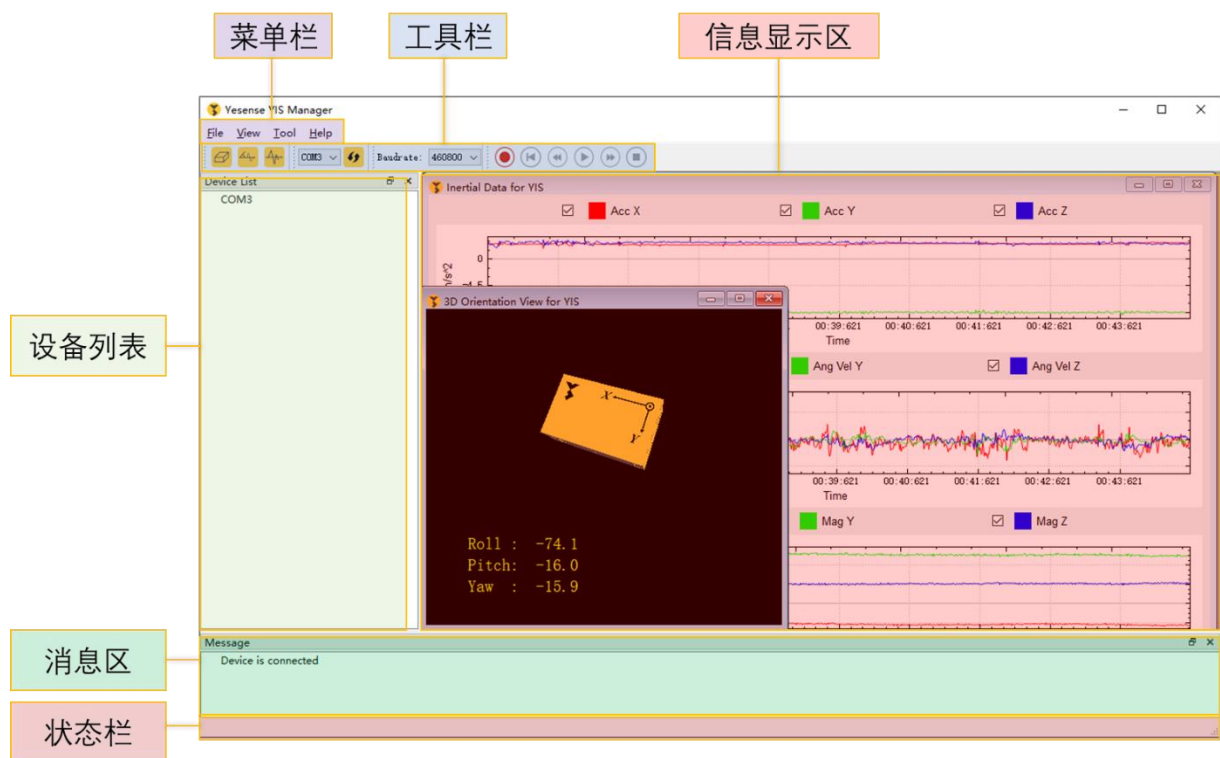 菜单栏
工具栏
信息显示区
Yesense YIS Manager
File View Tool Help
COM3 Baudrate: 460800
Device List
COM3
Inertial Data for YIS
Acc X Acc Y Acc Z
0
00:39:621 00:40:621 00:41:621 00:42:621 00:43:621
Time
3D Orientation View for YIS
X
Y
Roll : -74.1
Pitch: -16.0
Yaw : -15.9
Ang Vel Y Ang Vel Z
00:39:621 00:40:621 00:41:621 00:42:621 00:43:621
Time
Mag Y Mag Z
设备列表
消息区
Message
Device is connected
状态栏